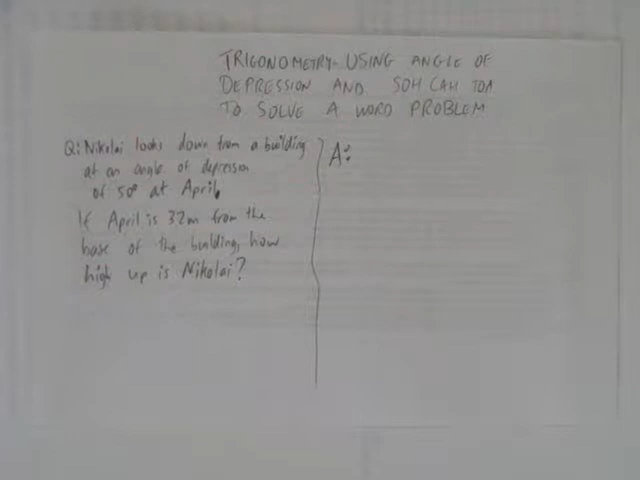 TRIGONOMETRY- USING ANGLE OF
DEPRESSION AND SOH CAH TOA
TO SOLVE A WORD PROBLEM
Q: Nikolai looks down from a building
at an angle of depression
of 50° at April.
If April is 32m from the
base of the building, how
high up is Nikolai?
A: